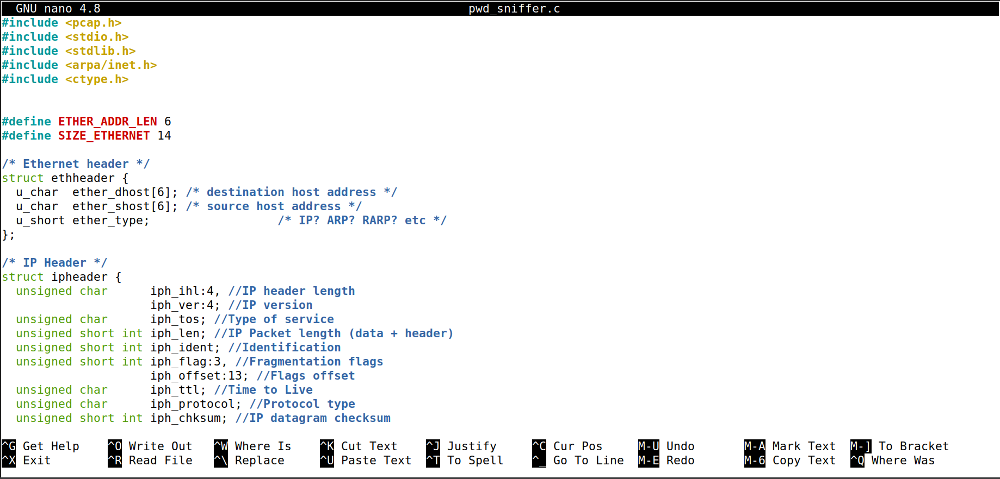 GNU nano 4.8 pwd_sniffer.c
#include <pcap.h>
#include <stdio.h>
#include <stdlib.h>
#include <arpa/inet.h>
#include <ctype.h>
#define ETHER_ADDR_LEN 6
#define SIZE_ETHERNET 14
/* Ethernet header */
struct ethheader {
  u_char  ether_dhost[6]; /* destination host address */
  u_char  ether_shost[6]; /* source host address */
  u_short ether_type;                  /* IP? ARP? RARP? etc */
};
/* IP Header */
struct ipheader {
  unsigned char      iph_ihl:4, //IP header length
                     iph_ver:4; //IP version
  unsigned char      iph_tos; //Type of service
  unsigned short int iph_len; //IP Packet length (data + header)
  unsigned short int iph_ident; //Identification
  unsigned short int iph_flag:3, //Fragmentation flags
                     iph_offset:13; //Flags offset
  unsigned char      iph_ttl; //Time to Live
  unsigned char      iph_protocol; //Protocol type
  unsigned short int iph_chksum; //IP datagram checksum
^G Get Help ^O Write Out ^W Where Is ^K Cut Text ^J Justify ^C Cur Pos M-U Undo M-A Mark Text M-] To Bracket
^X Exit ^R Read File ^\ Replace ^U Paste Text ^T To Spell ^_ Go To Line M-E Redo M-6 Copy Text ^Q Where Was